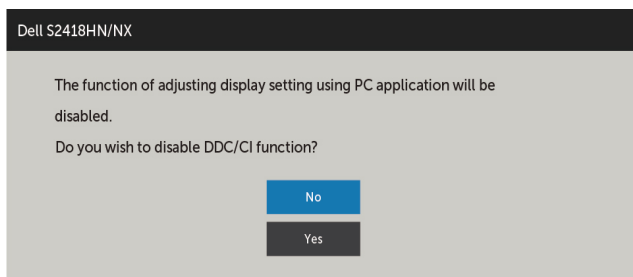 Dell S2418HN/NX
The function of adjusting display setting using PC application will be
disabled.
Do you wish to disable DDC/CI function?
No
Yes